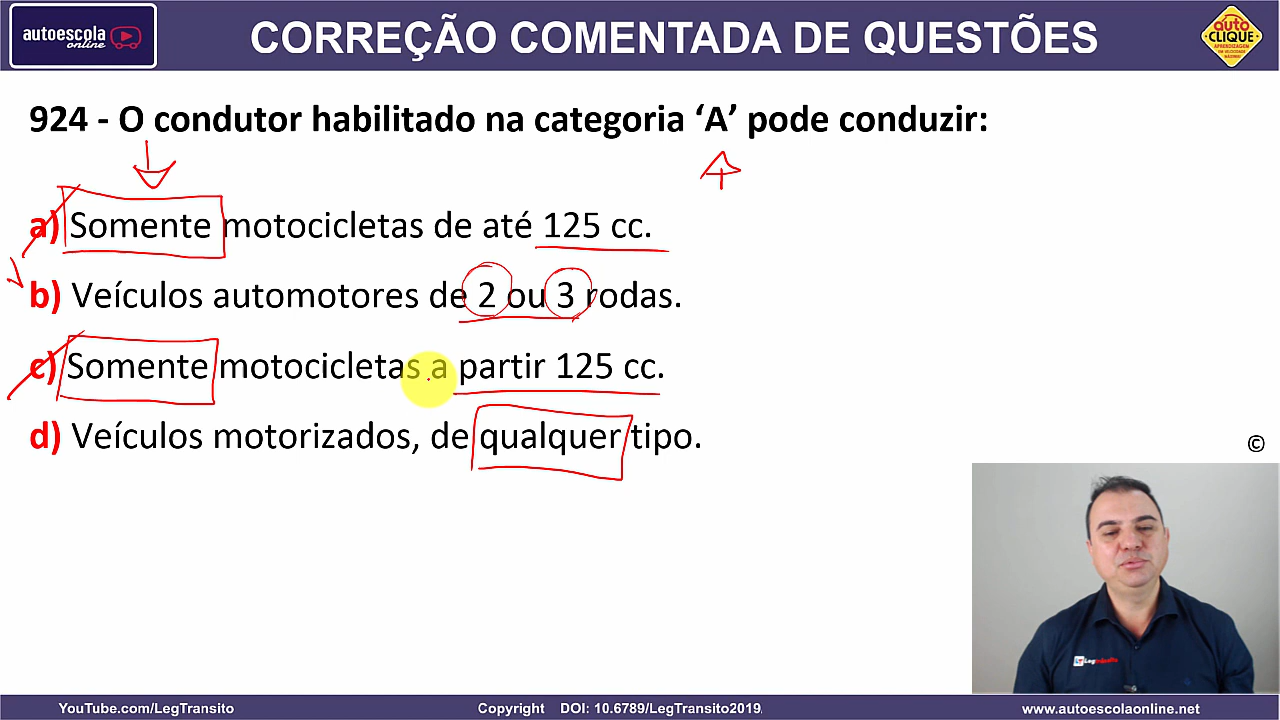 autoescola
online
CORREÇÃO COMENTADA DE QUESTÕES
auto
CLIQUE
924 - O condutor habilitado na categoria ‘A’ pode conduzir:
a) Somente motocicletas de até 125 cc.
b) Veículos automotores de 2 ou 3 rodas.
c) Somente motocicletas a partir 125 cc.
d) Veículos motorizados, de qualquer tipo.
©
Legtrânsito
YouTube.com/LegTransito Copyright DOI: 10.6789/LegTransito2019 www.autoescolaonline.net